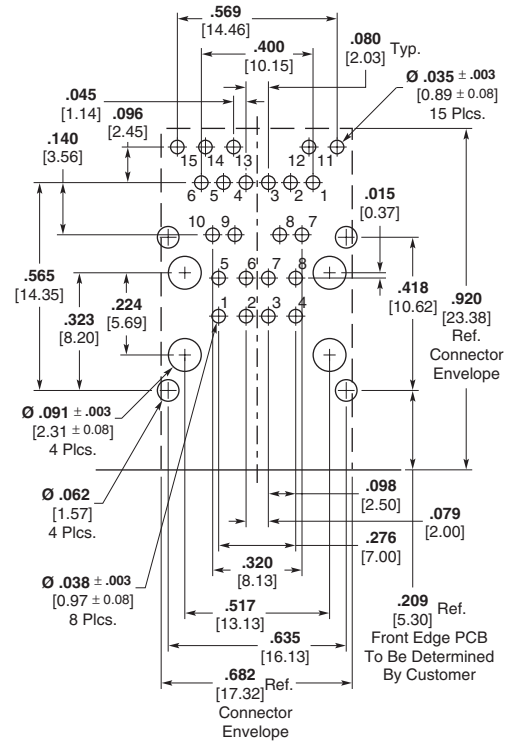 .569
[14.46]
.400
[10.15]
.080
[2.03] Typ.
.045
[1.14]
Ø .035 ± .003
[0.89 ± 0.08]
15 Plcs.
.096
[2.45]
.140
[3.56]
15 14 13 12 11
6 5 4 3 2 1
.015
[0.37]
10 9 8 7
.565
[14.35]
5 6 7 8
.418
[10.62]
.920
[23.38]
Ref.
Connector
Envelope
.224
[5.69]
.323
[8.20]
1 2 3 4
Ø .091 ± .003
[2.31 ± 0.08]
4 Plcs.
Ø .062
[1.57]
4 Plcs.
.098
[2.50]
.079
[2.00]
.276
[7.00]
.320
[8.13]
Ø .038 ± .003
[0.97 ± 0.08]
8 Plcs.
.517
[13.13]
.209 Ref.
[5.30]
Front Edge PCB
To Be Determined
By Customer
.635
[16.13]
.682
[17.32] Ref.
Connector
Envelope